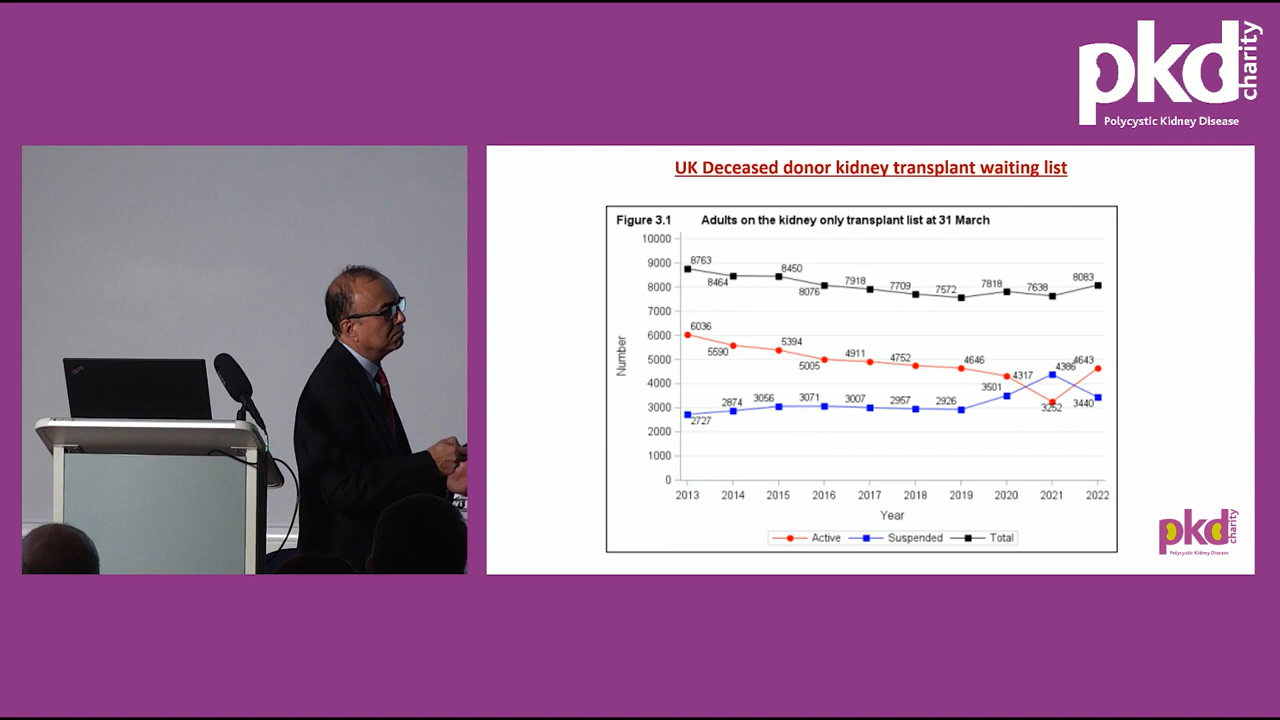 pkd charity
Polycystic Kidney Disease
UK Deceased donor kidney transplant waiting list
Figure 3.1 Adults on the kidney only transplant list at 31 March
Number
10000
9000
8000
7000
6000
5000
4000
3000
2000
1000
0
8763 8464 8450 8076 7918 7709 7572 7818 7638 8083
6036 5590 5394 5005 4911 4752 4646 4317 3252 4643
2727 2874 3056 3071 3007 2957 2926 3501 4386 3440
2013 2014 2015 2016 2017 2018 2019 2020 2021 2022
Year
Active Suspended Total
pkd charity
Polycystic Kidney Disease